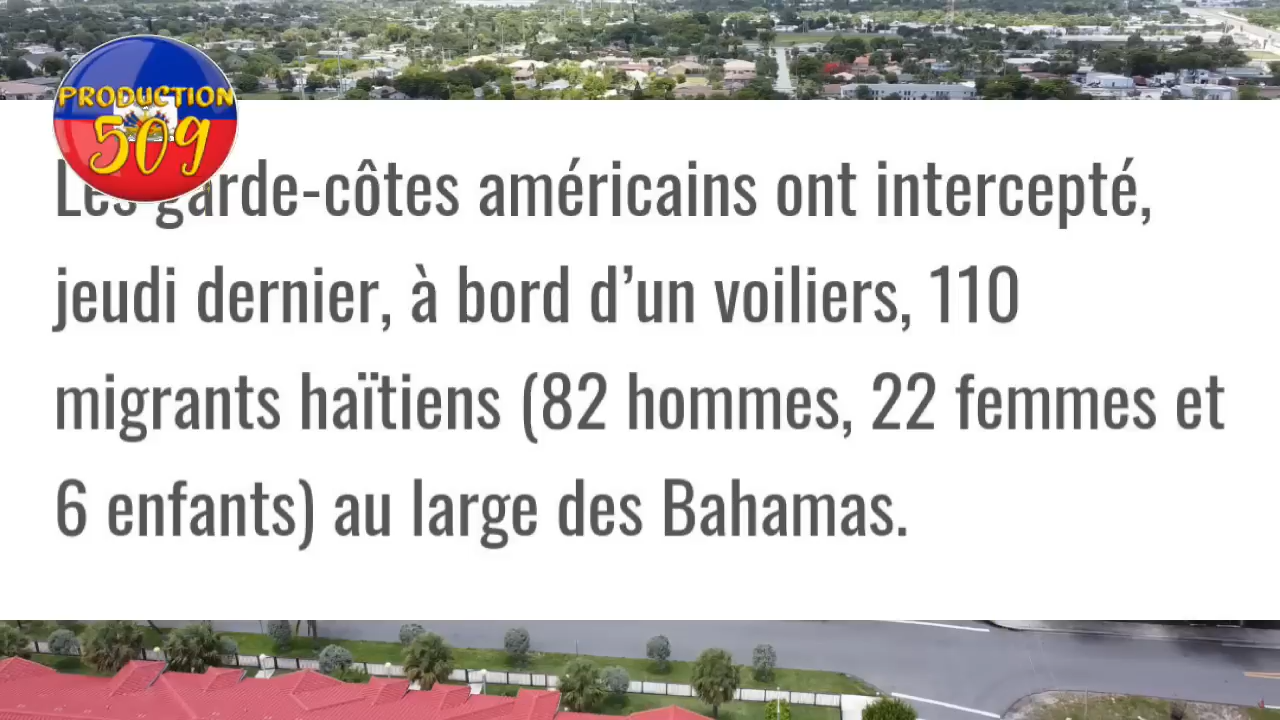 PRODUCTION
509
Les garde-côtes américains ont intercepté,
jeudi dernier, à bord d’un voiliers, 110
migrants haïtiens (82 hommes, 22 femmes et
6 enfants) au large des Bahamas.